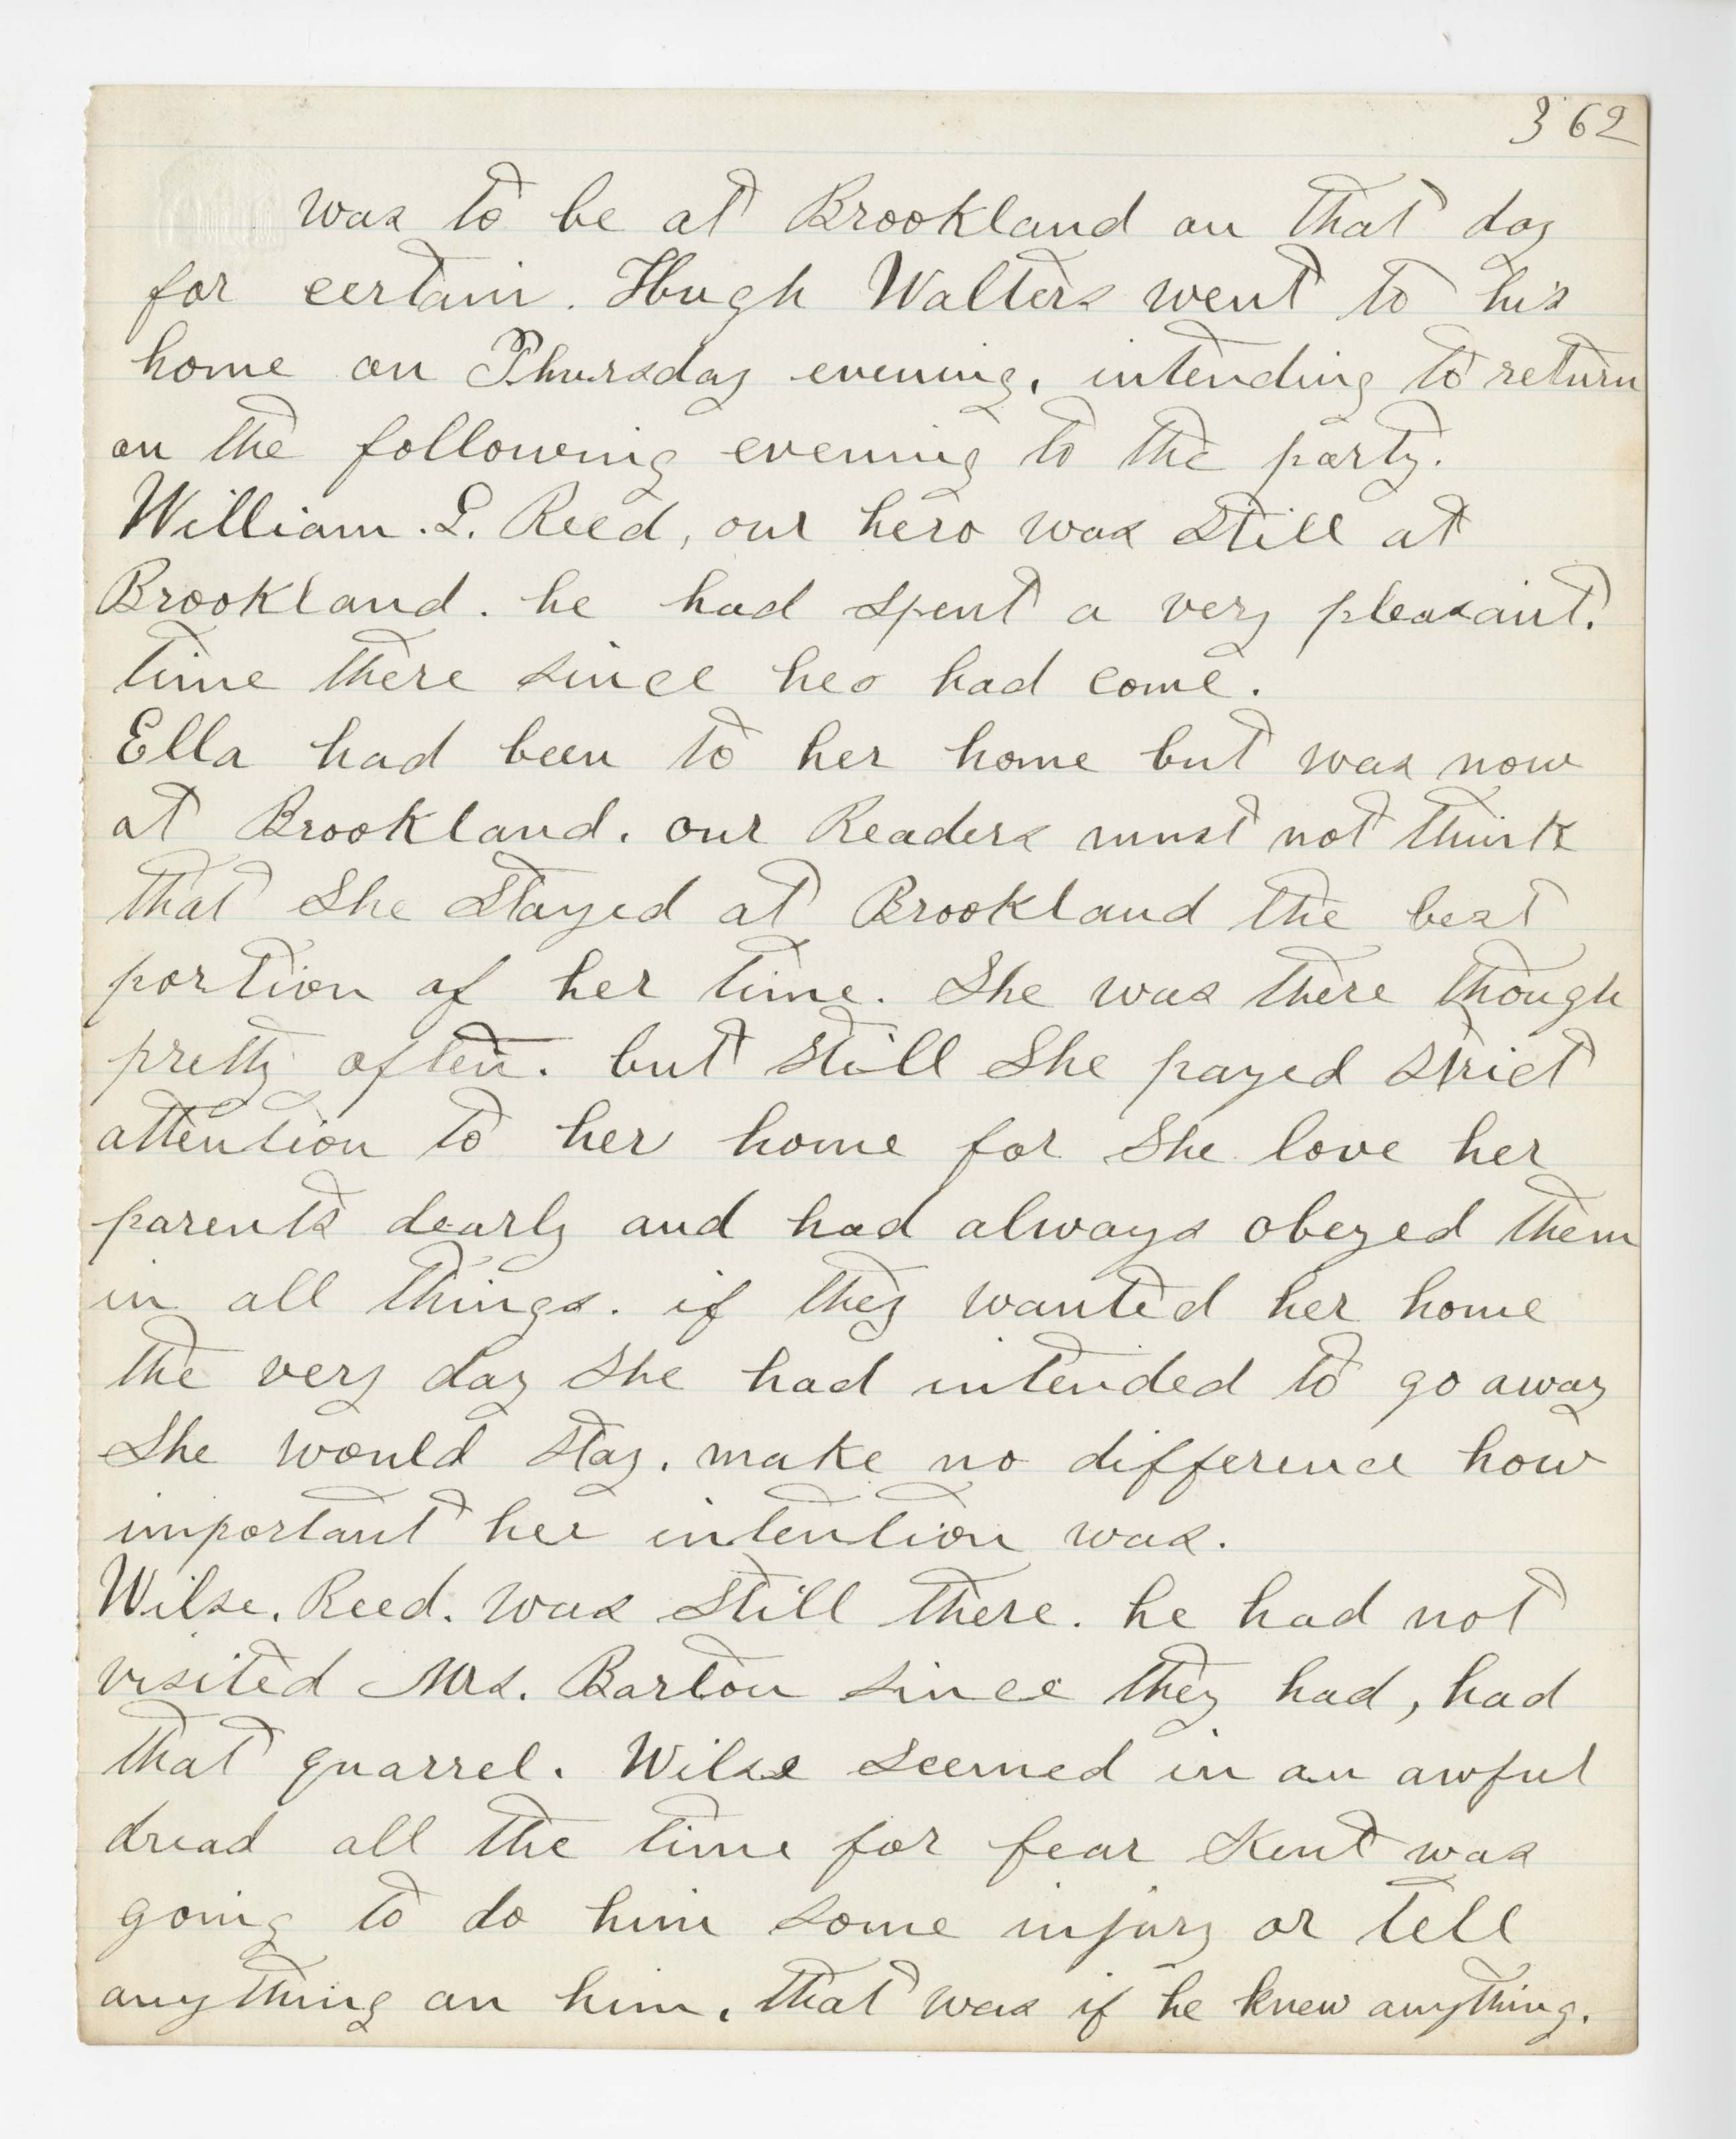 362
was to be at Brookland on that day
for certain. Hugh Walters went to his
home on Thursday evening, intending to return
on the following evening to the party.
William. L. Reed, our hero was still at
Brookland. he had spent a very pleasant.
time there since heo had come.
Ella had been to her home but was now
at Brookland. our Readers must not think
that She stayed at Brookland the best
portion of her time. She was there though
pretty often. but still She payed strict
attention to her home for She love her
parents dearly and had always obeyed them
in all things. if they wanted her home
the very day she had intended to go away
She would stay. make no difference how
important her intention was.
Wilse. Reed. was still there. he had not
visited Mrs. Barton since they had, had
that quarrel. Wilse seemed in an awful
dread all the time for fear Kent was
going to do him some injury or tell
anything on him. that was if he knew anything.